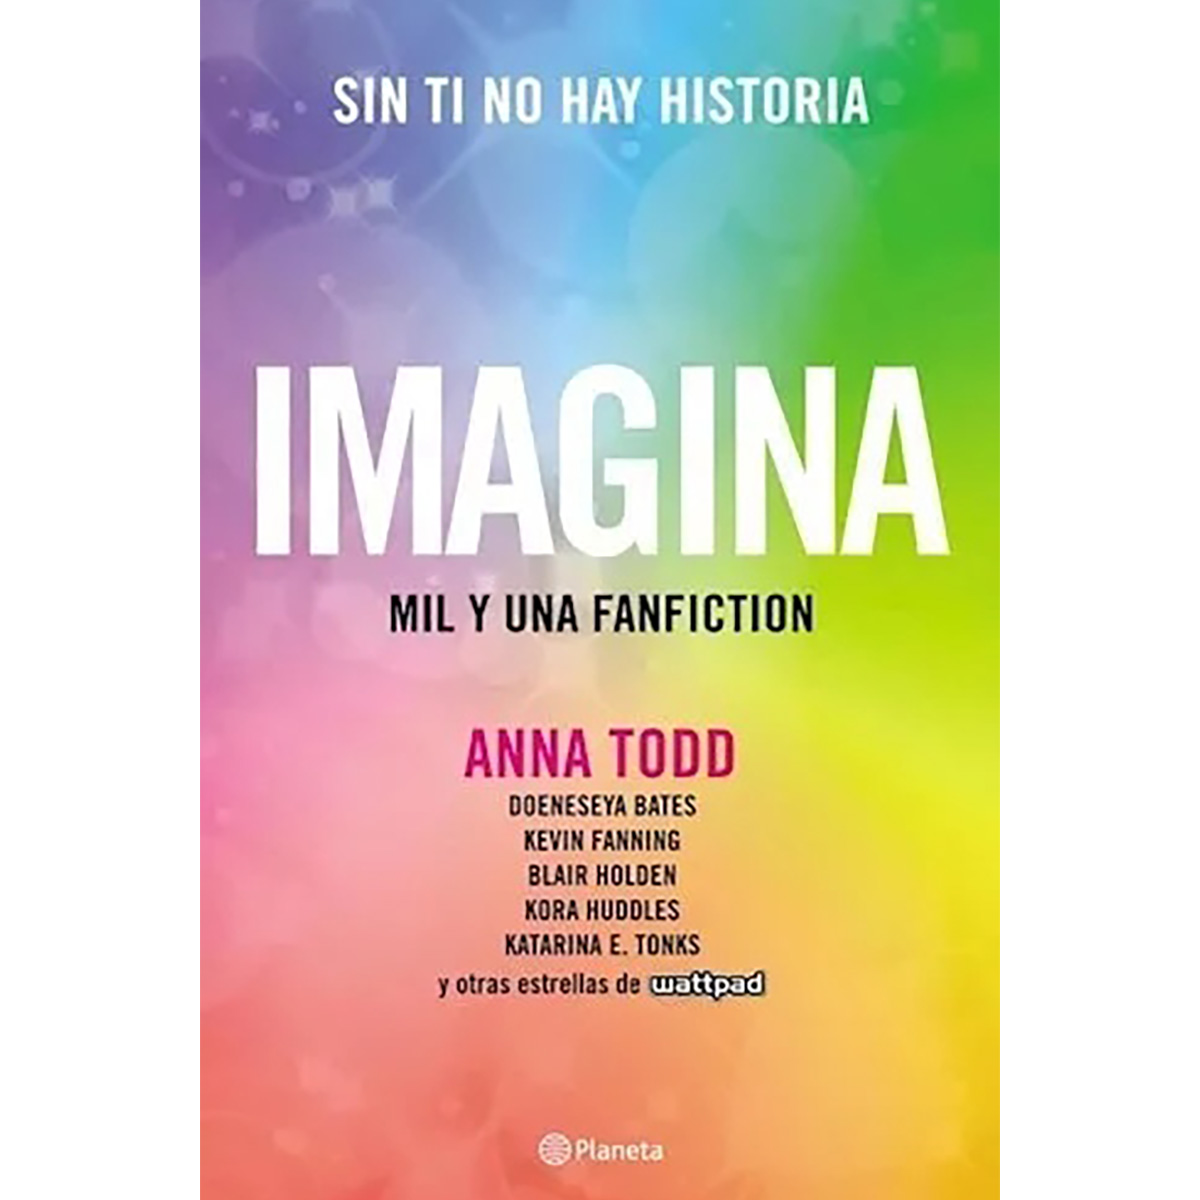 SIN TI NO HAY HISTORIA
IMAGINA
MIL Y UNA FANFICTION
ANNA TODD
DOENESEYA BATES
KEVIN FANNING
BLAIR HOLDEN
KORA HUDDLES
KATARINA E. TONKS
y otras estrellas de wattpad
Planeta